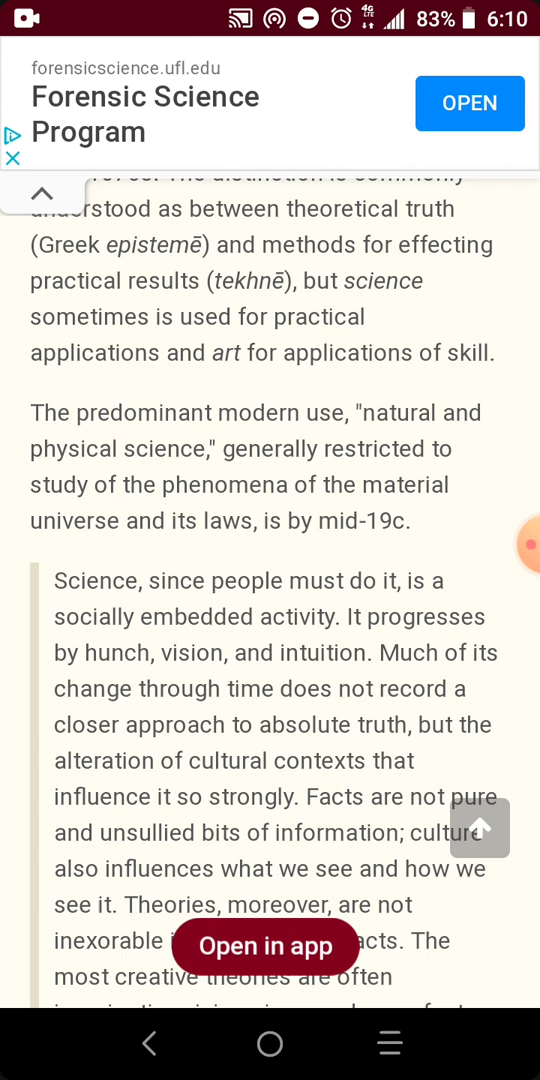 4G
LTE
83%
6:10
forensicscience.ufl.edu
Forensic Science
Program
OPEN
The distinction is commonly
understood as between theoretical truth
(Greek epistemē) and methods for effecting
practical results (tekhnē), but science
sometimes is used for practical
applications and art for applications of skill.
The predominant modern use, "natural and
physical science," generally restricted to
study of the phenomena of the material
universe and its laws, is by mid-19c.
Science, since people must do it, is a
socially embedded activity. It progresses
by hunch, vision, and intuition. Much of its
change through time does not record a
closer approach to absolute truth, but the
alteration of cultural contexts that
influence it so strongly. Facts are not pure
and unsullied bits of information; culture
also influences what we see and how we
see it. Theories, moreover, are not
inexorable
Open in app
The
most creative theories are often